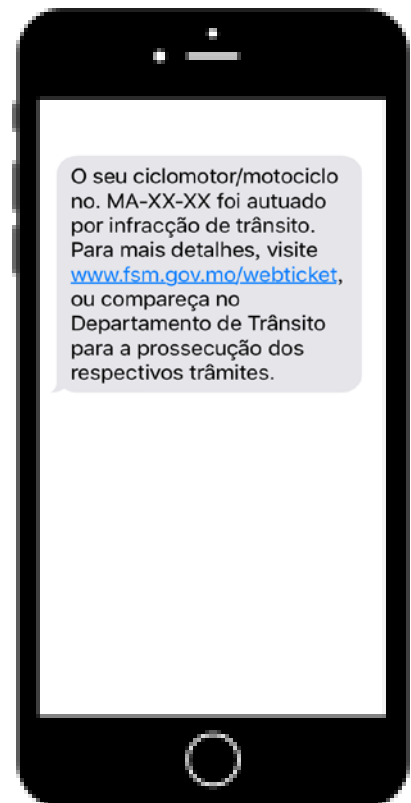 O seu ciclomotor/motociclo
no. MA-XX-XX foi autuado
por infracção de trânsito.
Para mais detalhes, visite
www.fsm.gov.mo/webticket,
ou compareça no
Departamento de Trânsito
para a prossecução dos
respectivos trâmites.